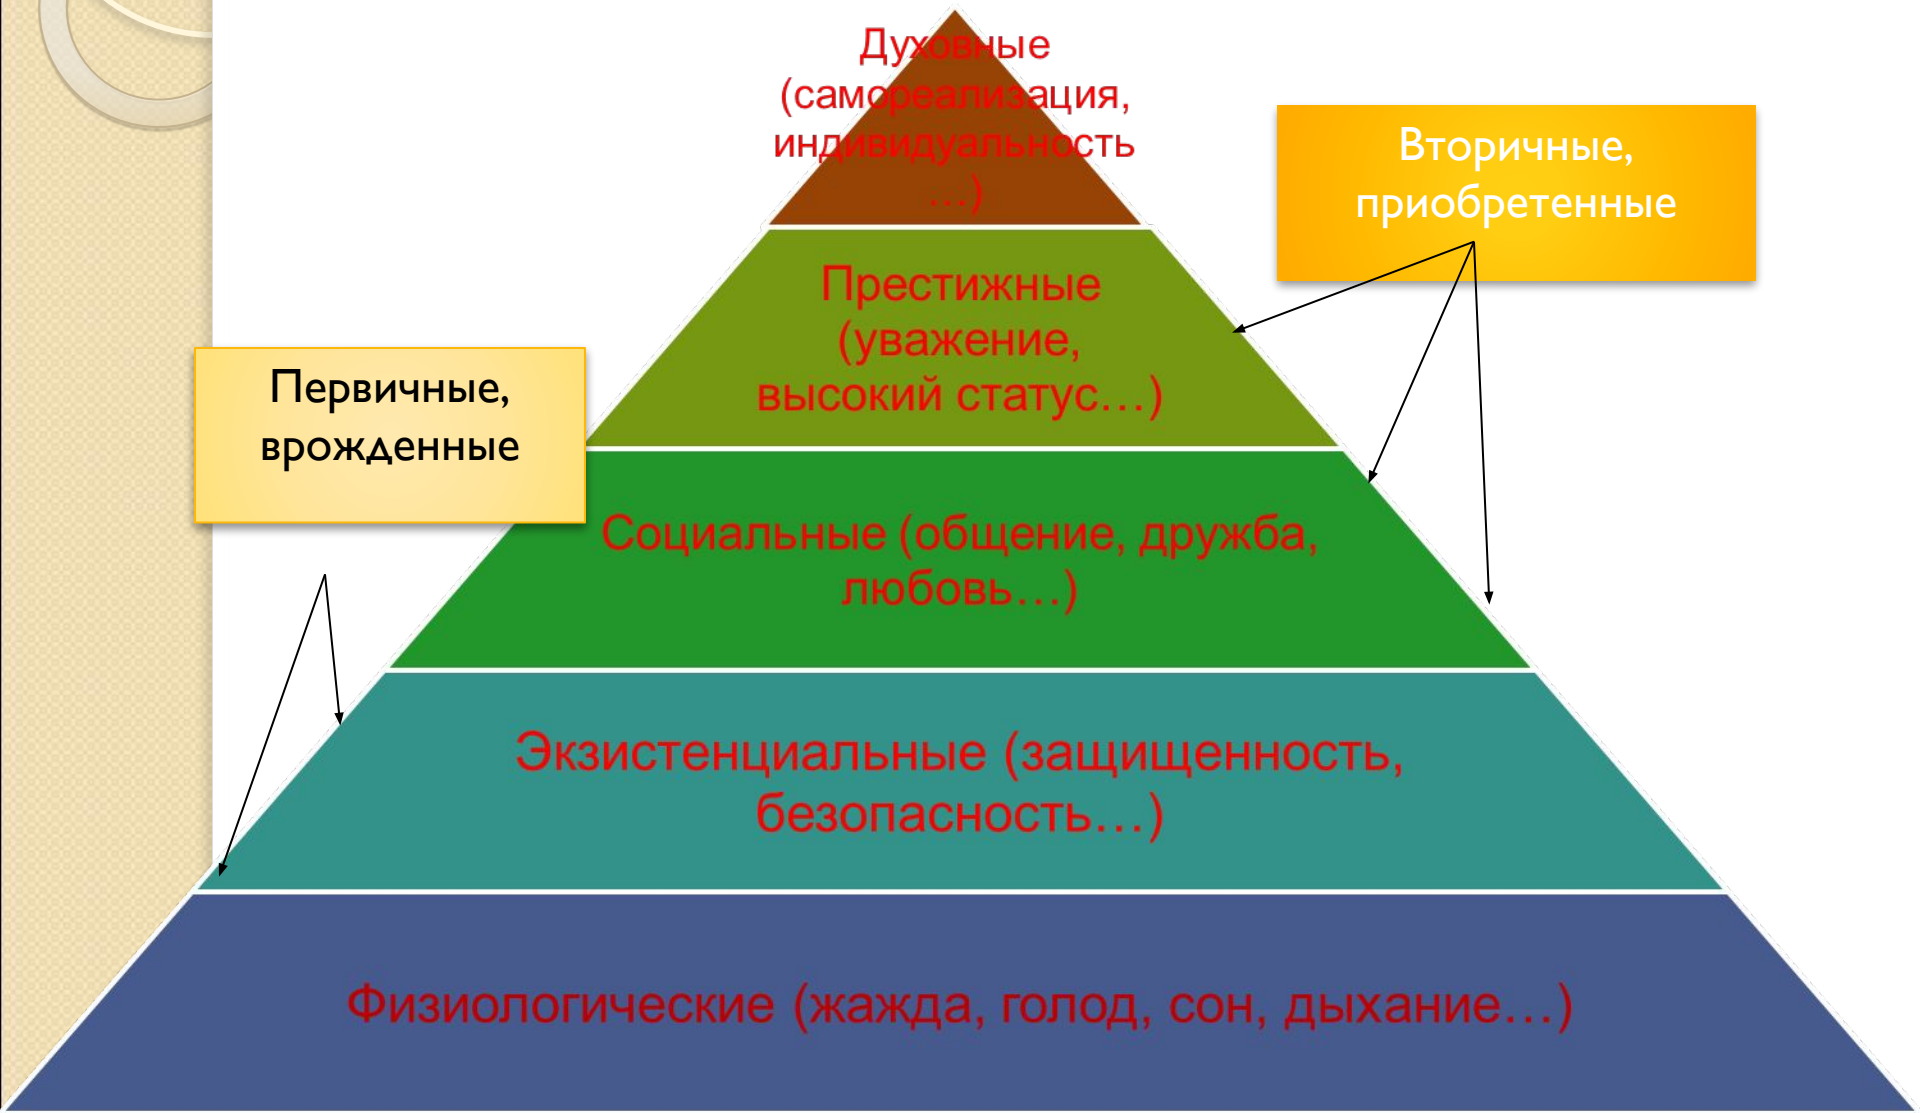 Духовные
(самореализация,
индивидуальность
…)
Вторичные,
приобретенные
Престижные
(уважение,
высокий статус…)
Первичные,
врожденные
Социальные (общение, дружба,
любовь…)
Экзистенциальные (защищенность,
безопасность…)
Физиологические (жажда, голод, сон, дыхание…)